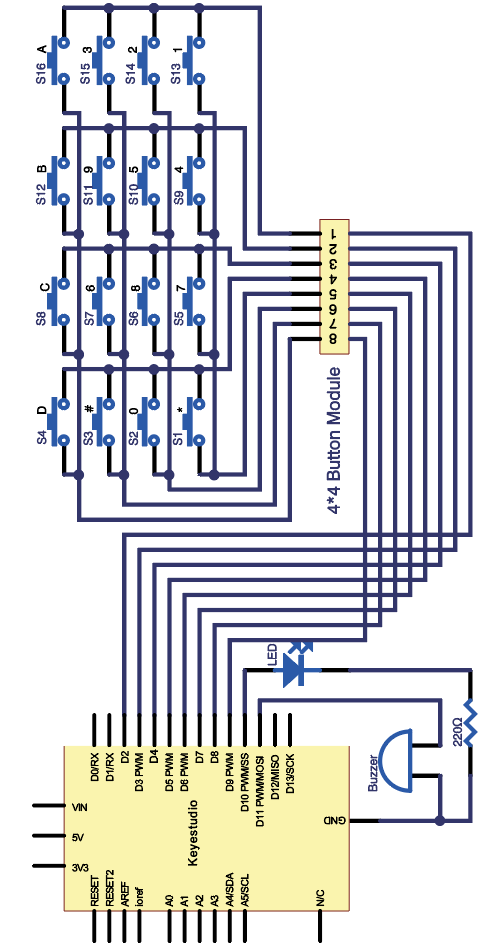 S16 A
S15 3
S14 2
S13 1
S12 B
S11 9
S10 5
S9 4
S8 C
S7 6
S6 8
S5 7
S4 D
S3 #
S2 0
S1 *
1
2
3
4
5
6
7
8
4*4 Button Module
LED
220Ω
Buzzer
Keyestudio
D0/RX
D1/RX
D2
D3 PWM
D4
D5 PWM
D6 PWM
D7
D8
D9 PWM
D10 PWM/SS
D11 PWM/MOSI
D12/MISO
D13/SCK
VIN
5V
3V3
GND
RESET
RESET2
AREF
ioref
A0
A1
A2
A3
A4/SDA
A5/SCL
N/C